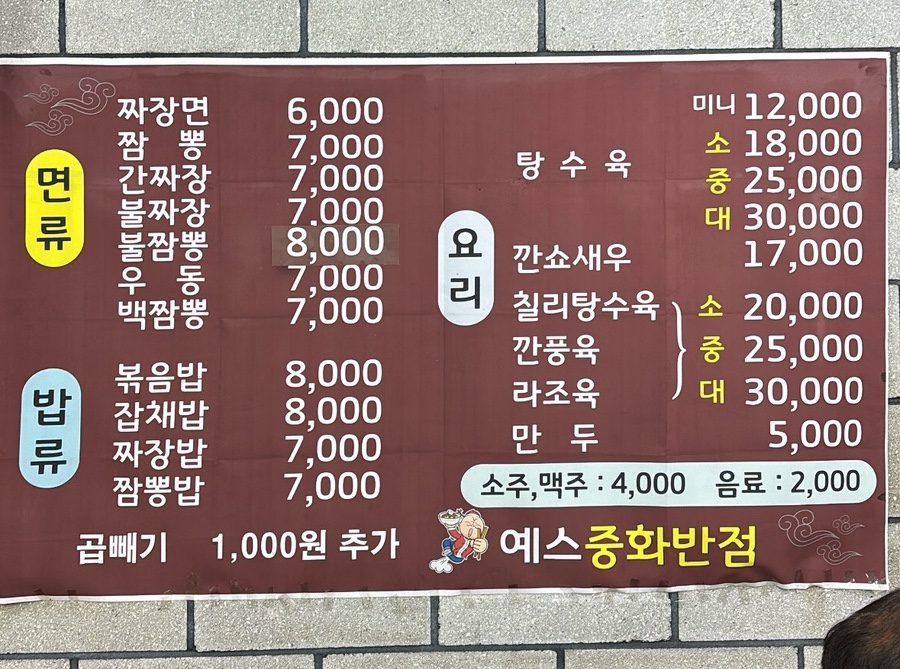 면류
짜장면 6,000
짬 뽕 7,000
간짜장 7,000
불짜장 7,000
불짬뽕 8,000
우 동 7,000
백짬뽕 7,000
밥류
볶음밥 8,000
잡채밥 8,000
짜장밥 7,000
짬뽕밥 7,000
곱빼기 1,000원 추가
요리
탕 수 육
미니 12,000
소 18,000
중 25,000
대 30,000
깐쇼새우 17,000
칠리탕수육 소 20,000
깐풍육 중 25,000
라조육 대 30,000
만 두 5,000
소주,맥주 : 4,000 음료 : 2,000
예스중화반점